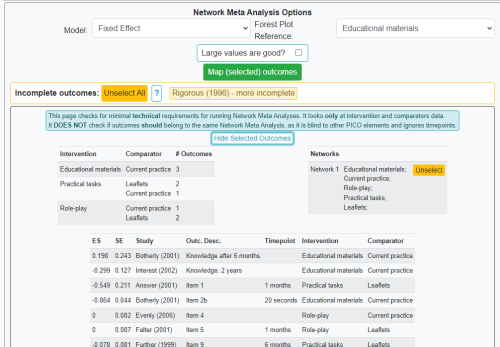 Network Meta Analysis Options
Model: Fixed Effect Forest Plot Reference: Educational materials
Large values are good?
Map (selected) outcomes
Incomplete outcomes: Unselect All ? Rigorous (1996) - more incomplete
This page checks for minimal technical requirements for running Network Meta Analyses. It looks only at intervention and comparators data.
It DOES NOT check if outcomes should belong to the same Network Meta Analysis, as it is blind to other PICO elements and ignores timepoints
Hide Selected Outcomes
Intervention Comparator # Outcomes
Educational materials Current practice 3
Practical tasks Leaflets 2
Current practice 1
Role-play Current practice 1
Leaflets 2
Networks
Network 1 Educational materials; Unselect
Current practice;
Role-play;
Practical tasks;
Leaflets;
ES SE Study Outc. Desc. Timepoint Intervention Comparator
0.198 0.243 Botherly (2001) Knowledge after 6 months Educational materials Current practice
-0.299 0.127 Interest (2002) Knowledge: 2 years Educational materials Current practice
-0.549 0.211 Answer (2001) Item 1 1 months Practical tasks Leaflets
-0.864 0.044 Botherly (2001) Item 2b 20 seconds Educational materials Current practice
0 0.082 Evenly (2006) Item 4 Role-play Current practice
0 0.087 Falter (2001) Item 5 1 months Role-play Leaflets
-0.078 0.081 Further (1999) Item 9 6 months Practical tasks Leaflets